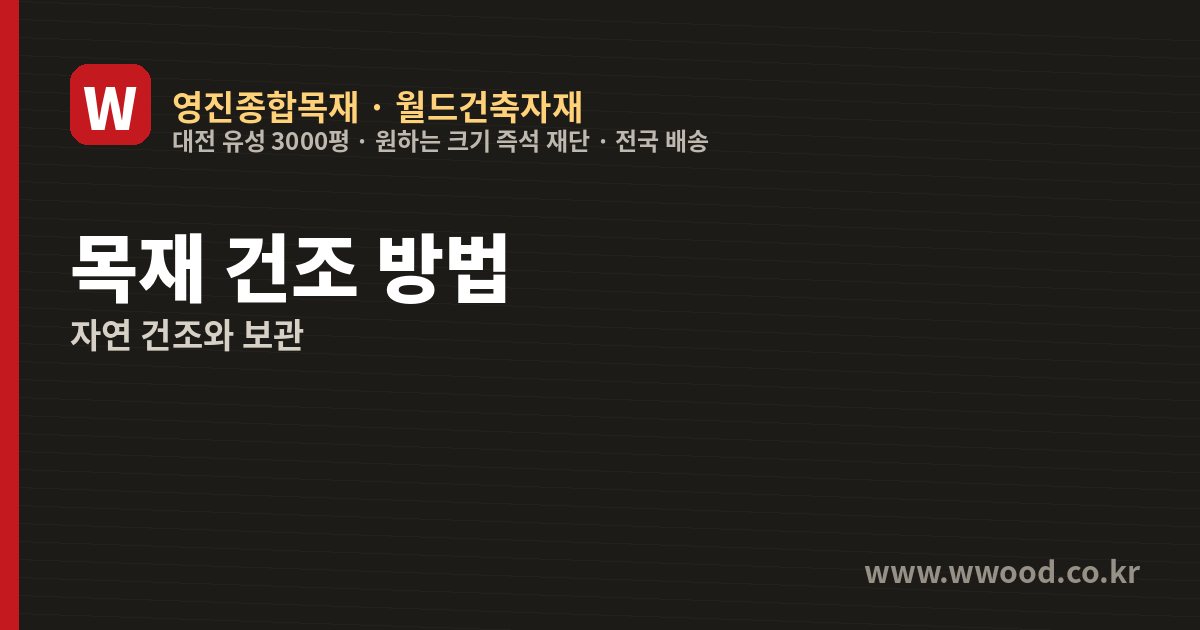 W
영진종합목재 · 월드건축자재
대전 유성 3000평 · 원하는 크기 즉석 재단 · 전국 배송
목재 건조 방법
자연 건조와 보관
www.wwood.co.kr